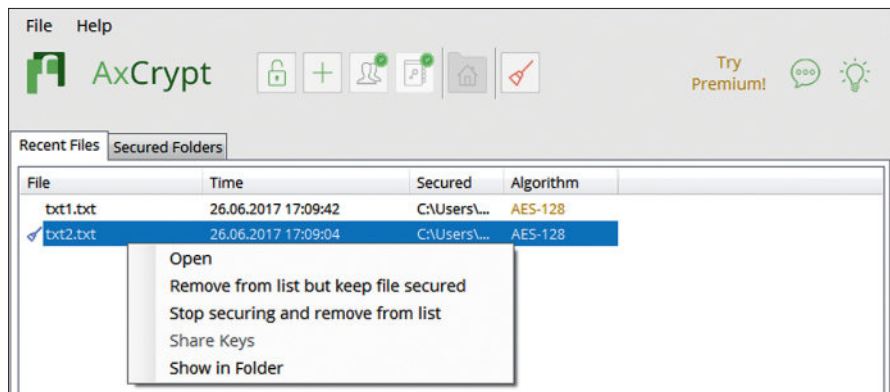 File Help
AxCrypt
Try
Premium!
Recent Files Secured Folders
File Time Secured Algorithm
txt1.txt 26.06.2017 17:09:42 C:\Users\... AES-128
txt2.txt 26.06.2017 17:09:04 C:\Users\... AES-128
Open
Remove from list but keep file secured
Stop securing and remove from list
Share Keys
Show in Folder